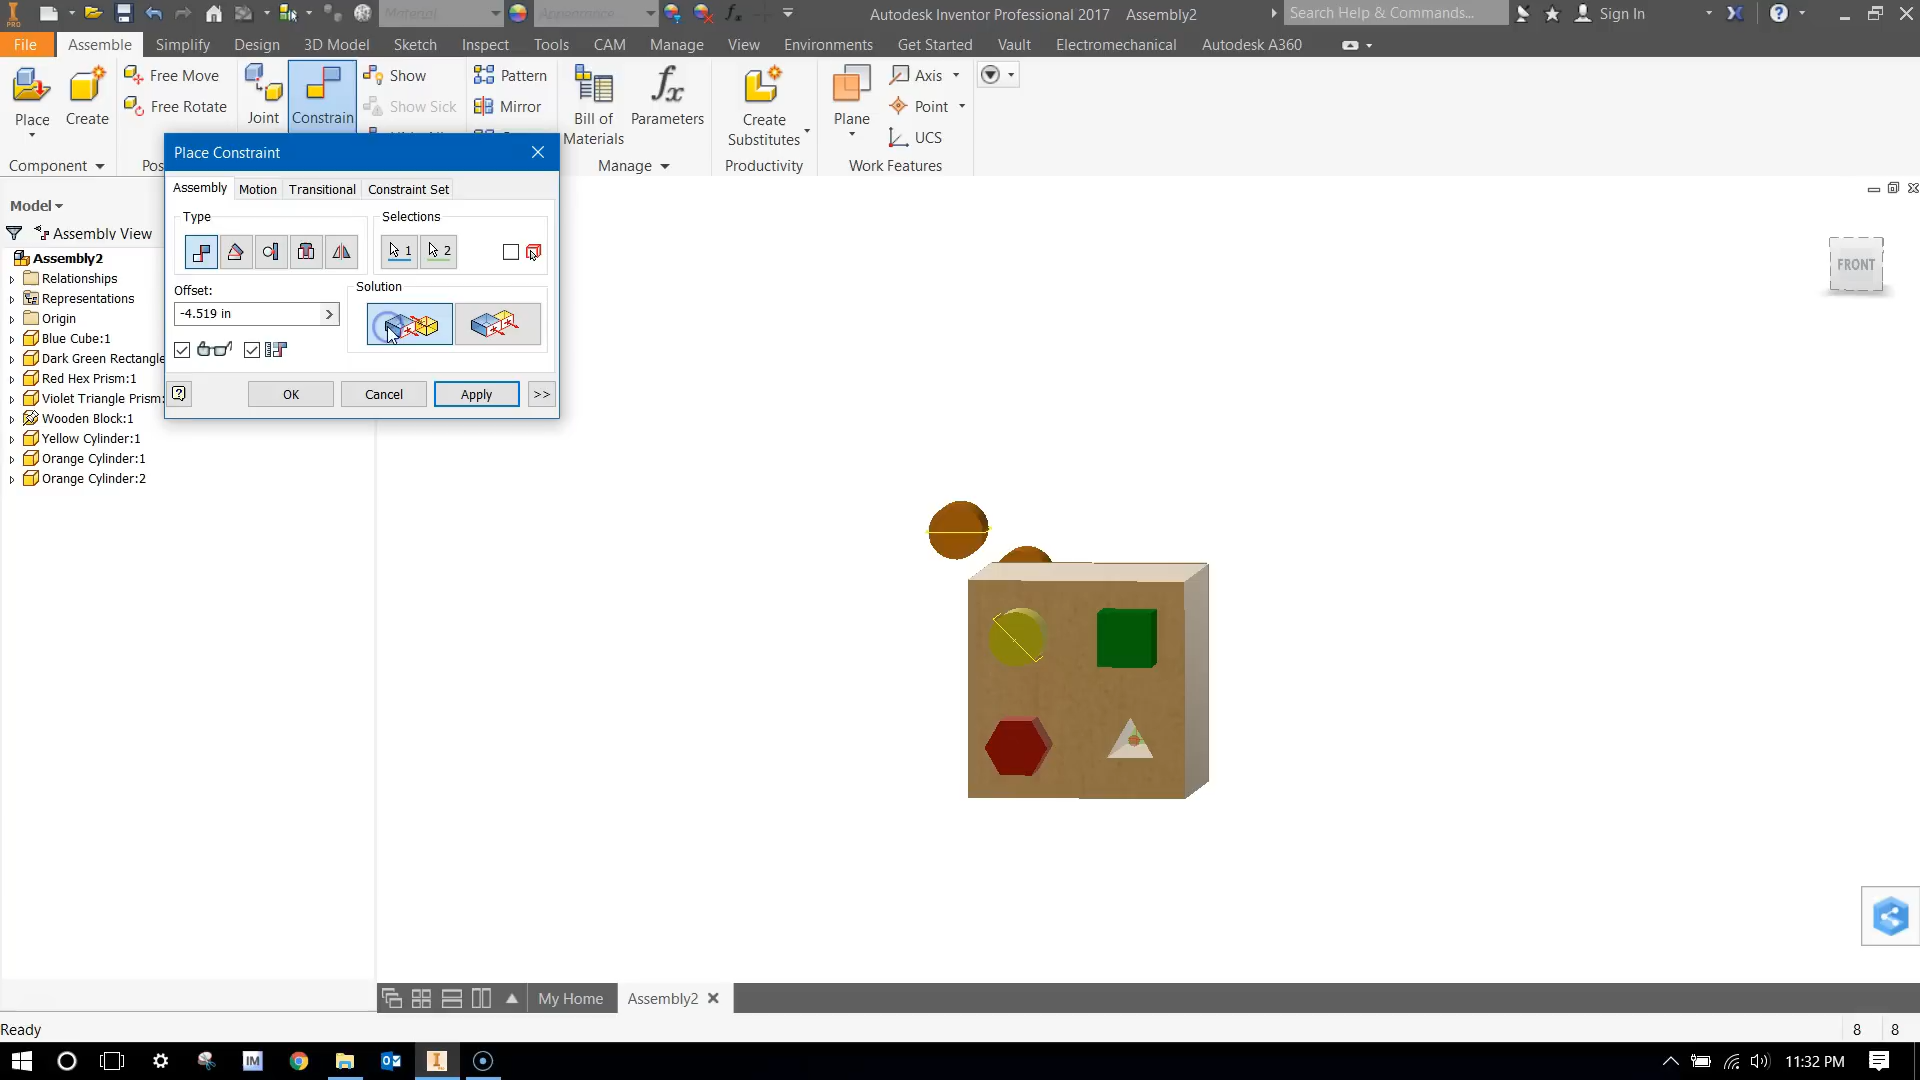 PRO
Material
Appearance
Autodesk Inventor Professional 2017 Assembly2
Search Help & Commands...
Sign In
File Assemble Simplify Design 3D Model Sketch Inspect Tools CAM Manage View Environments Get Started Vault Electromechanical Autodesk A360
Free Move
Free Rotate
Show
Show Sick
Pattern
Mirror
Axis
Point
UCS
Place
Create
Joint
Constrain
Bill of
Materials
Parameters
Create
Substitutes
Plane
Component
Pos
Manage
Productivity
Work Features
Place Constraint
Assembly Motion Transitional Constraint Set
Type
Selections
1
2
Offset:
-4.519 in
Solution
OK
Cancel
Apply
>>
Model
Assembly View
Assembly2
Relationships
Representations
Origin
Blue Cube:1
Dark Green Rectangle
Red Hex Prism:1
Violet Triangle Prism:
Wooden Block:1
Yellow Cylinder:1
Orange Cylinder:1
Orange Cylinder:2
FRONT
My Home
Assembly2
Ready
8 8
IM
11:32 PM